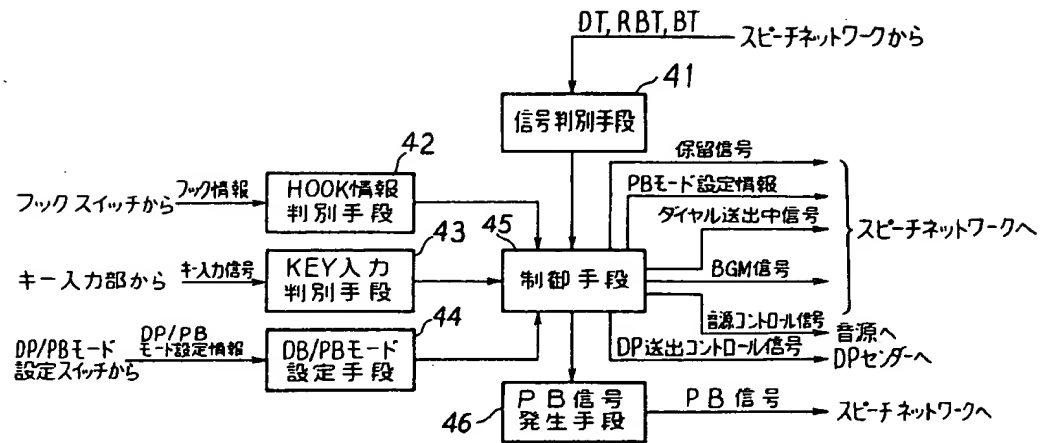 DT, RBT, BT
スピーチネットワークから
41
信号判別手段
42
保留信号
フック情報
HOOK情報
PBモード設定情報
フックスイッチから
判別手段
ダイヤル送出中信号
スピーチネットワークへ
43
45
キー入力部から
キー入力信号
KEY入力
判別手段
制御手段
BGM信号
44
音源コントロール信号
音源へ
DP/PBモード
設定スイッチから
DP/PB
モード設定情報
DB/PBモード
設定手段
DP送出コントロール信号
DPセンダーへ
PB信号
発生手段
46
PB信号
スピーチネットワークへ